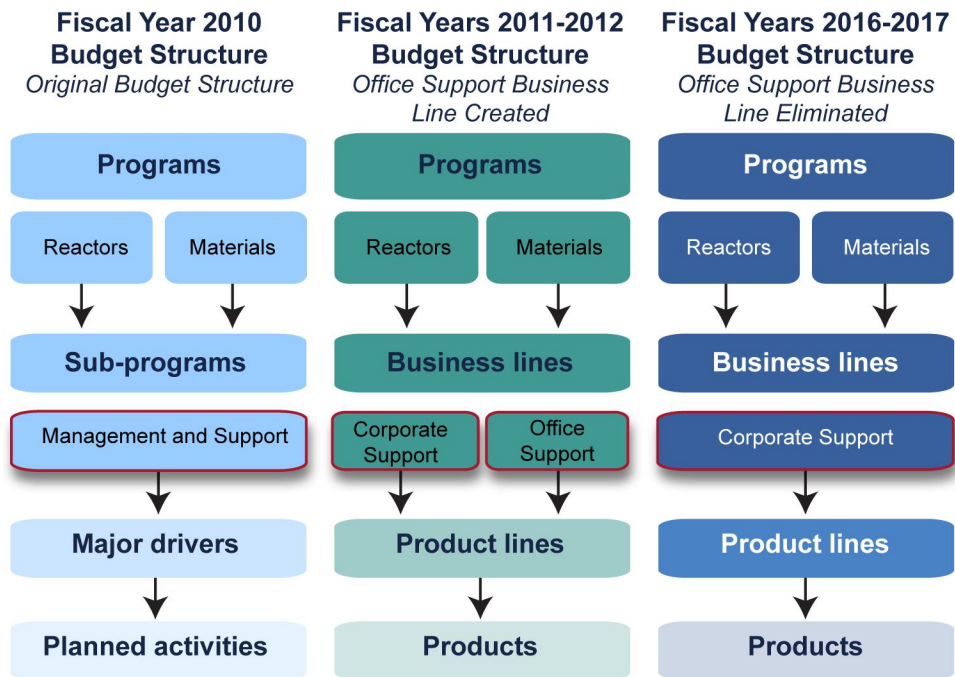 Fiscal Year 2010
Budget Structure
Original Budget Structure
Programs
Reactors
Materials
Sub-programs
Management and Support
Major drivers
Planned activities
Fiscal Years 2011-2012
Budget Structure
Office Support Business
Line Created
Programs
Reactors
Materials
Business lines
Corporate
Support
Office
Support
Product lines
Products
Fiscal Years 2016-2017
Budget Structure
Office Support Business
Line Eliminated
Programs
Reactors
Materials
Business lines
Corporate Support
Product lines
Products